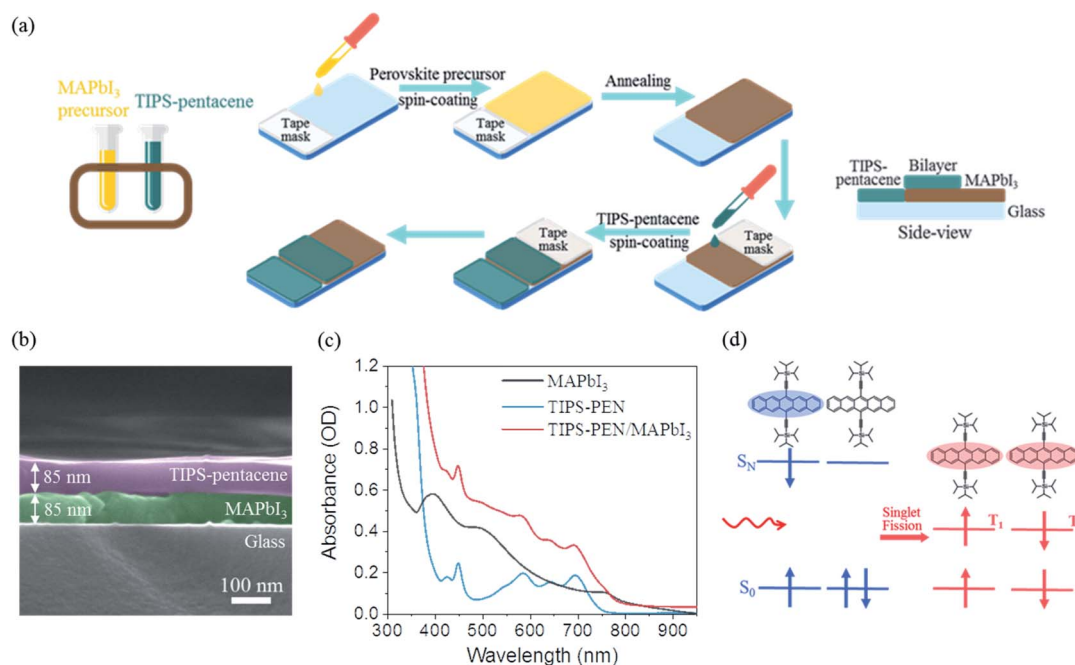 (a)
MAPbI₃
precursor
TIPS-pentacene
Tape
mask
Perovskite precursor
spin-coating
Tape
mask
Annealing
TIPS-
pentacene
Bilayer
MAPbI₃
Glass
Side-view
TIPS-pentacene
spin-coating
Tape
mask
Tape
mask
(b)
85 nm
TIPS-pentacene
85 nm
MAPbI₃
Glass
100 nm
(c)
Absorbance (OD)
1.2
1.0
0.8
0.6
0.4
0.2
0.0
MAPbI₃
TIPS-PEN
TIPS-PEN/MAPbI₃
300 400 500 600 700 800 900
Wavelength (nm)
(d)
S_N
Singlet
Fission
T₁
T
S₀